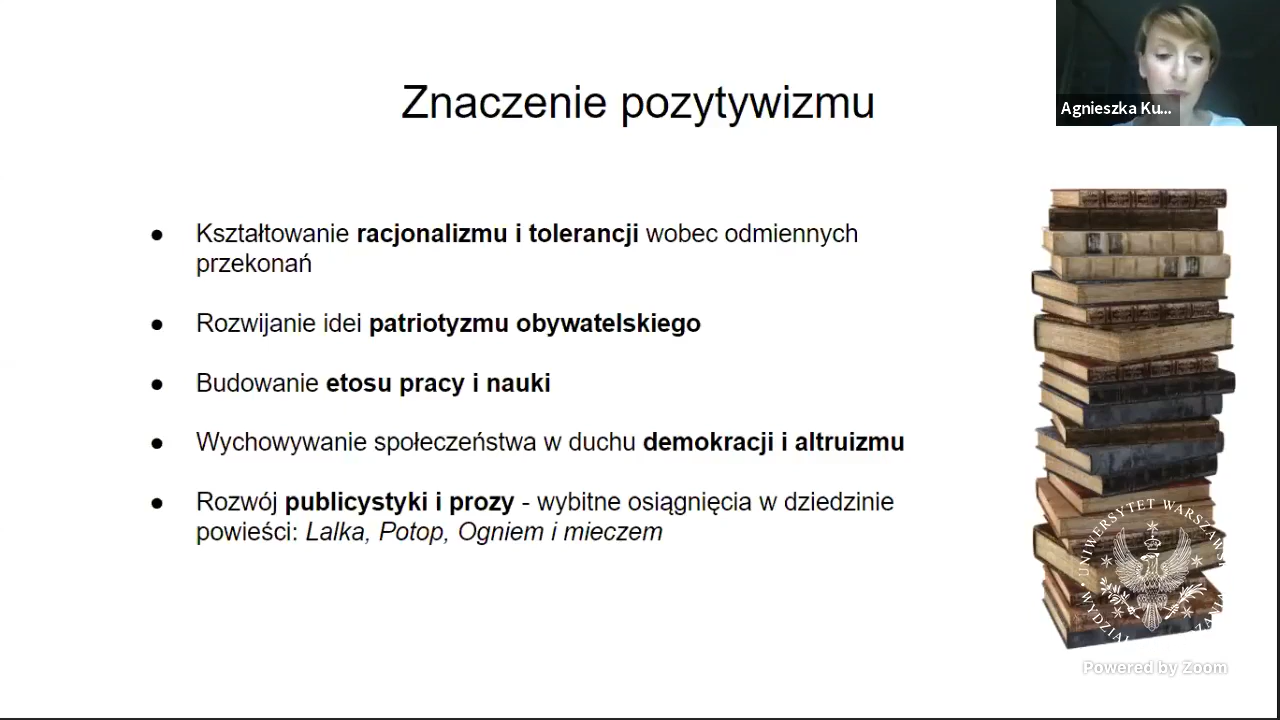 Znaczenie pozytywizmu
Agnieszka Ku...
● Kształtowanie racjonalizmu i tolerancji wobec odmiennych
przekonań
● Rozwijanie idei patriotyzmu obywatelskiego
● Budowanie etosu pracy i nauki
● Wychowywanie społeczeństwa w duchu demokracji i altruizmu
● Rozwój publicystyki i prozy - wybitne osiągnięcia w dziedzinie
powieści: Lalka, Potop, Ogniem i mieczem
UNIWERSYTET
WYDZIAŁ
Powered by Zoom